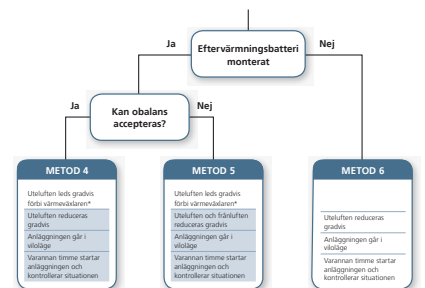 Ja
Eftervärmningsbatteri
monterat
Nej
Ja
Kan obalans
accepteras?
Nej
METOD 4
Uteluften leds gradvis
förbi värmeväxlaren*
Uteluften reduceras
gradvis
Anläggningen går i
viloläge
Varannan timme startar
anläggningen och
kontrollerar situationen
METOD 5
Uteluften leds gradvis
förbi värmeväxlaren*
Uteluften och frånluften
reduceras gradvis
Anläggningen går i
viloläge
Varannan timme startar
anläggningen och
kontrollerar situationen
METOD 6
Uteluften reduceras
gradvis
Anläggningen går i
viloläge
Varannan timme startar
anläggningen och
kontrollerar situationen